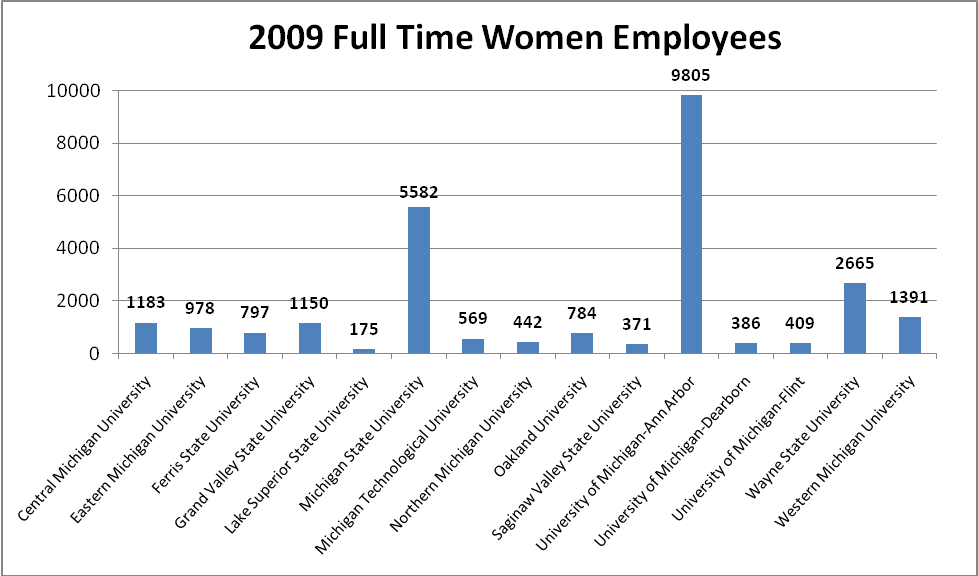 2009 Full Time Women Employees
10000
8000
6000
4000
2000
0
1183
978
797
1150
175
5582
569
442
784
371
9805
386
409
2665
1391
Central Michigan University
Eastern Michigan University
Ferris State University
Grand Valley State University
Lake Superior State University
Michigan State University
Michigan Technological University
Northern Michigan University
Oakland University
Saginaw Valley State University
University of Michigan-Ann Arbor
University of Michigan-Dearborn
University of Michigan-Flint
Wayne State University
Western Michigan University